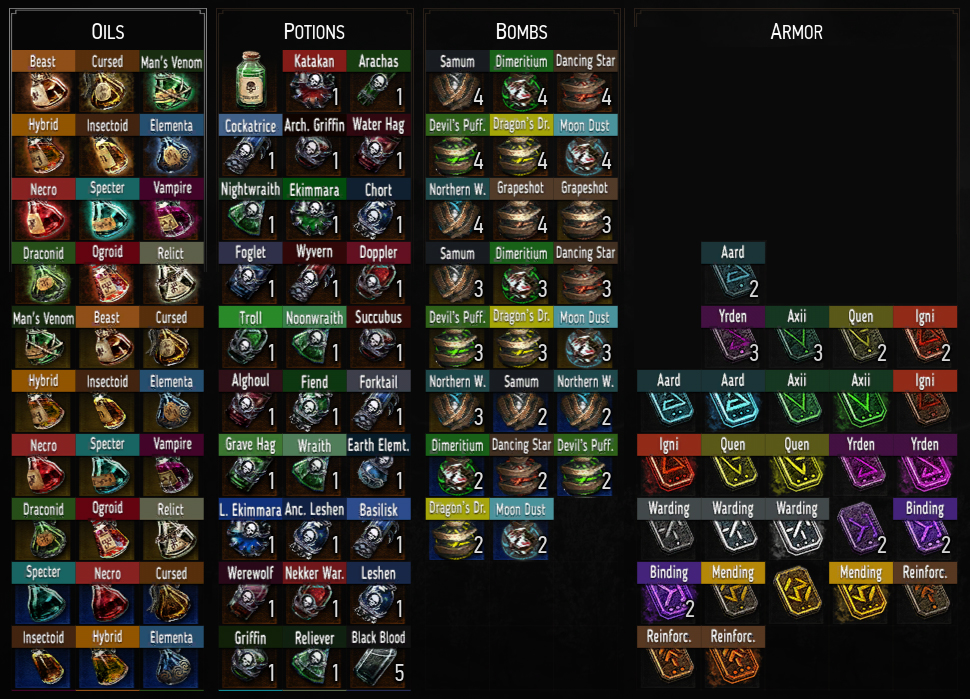 OILS
Beast Cursed Man's Venom
Hybrid Insectoid Elementa
Necro Specter Vampire
Draconid Ogroid Relict
Man's Venom Beast Cursed
Hybrid Insectoid Elementa
Necro Specter Vampire
Draconid Ogroid Relict
Specter Necro Cursed
Insectoid Hybrid Elementa
POTIONS
Katakan Arachas
1 1
Cockatrice Arch. Griffin Water Hag
1 1 1
Nightwraith Ekimmara Chort
1 1 1
Foglet Wyvern Doppler
1 1 1
Troll Noonwraith Succubus
1 1 1
Alghoul Fiend Forktail
1 1 1
Grave Hag Wraith Earth Elemt.
1 1 1
L. Ekimmara Anc. Leshen Basilisk
1 1 1
Werewolf Nekker War. Leshen
1 1 1
Griffin Reliever Black Blood
1 1 5
BOMBS
Samum Dimeritium Dancing Star
4 4 4
Devil's Puff. Dragon's Dr. Moon Dust
4 4 4
Northern W. Grapeshot Grapeshot
4 4 3
Samum Dimeritium Dancing Star
3 3 3
Devil's Puff. Dragon's Dr. Moon Dust
3 3 3
Northern W. Samum Northern W.
3 2 2
Dimeritium Dancing Star Devil's Puff.
2 2 2
Dragon's Dr. Moon Dust
2 2
ARMOR
Aard
2
Yrden Axii Quen Igni
3 3 2 2
Aard Aard Axii Axii Igni
Igni Quen Quen Yrden Yrden
Warding Warding Warding Binding
2 2
Binding Mending Mending Reinforc.
2
Reinforc. Reinforc.